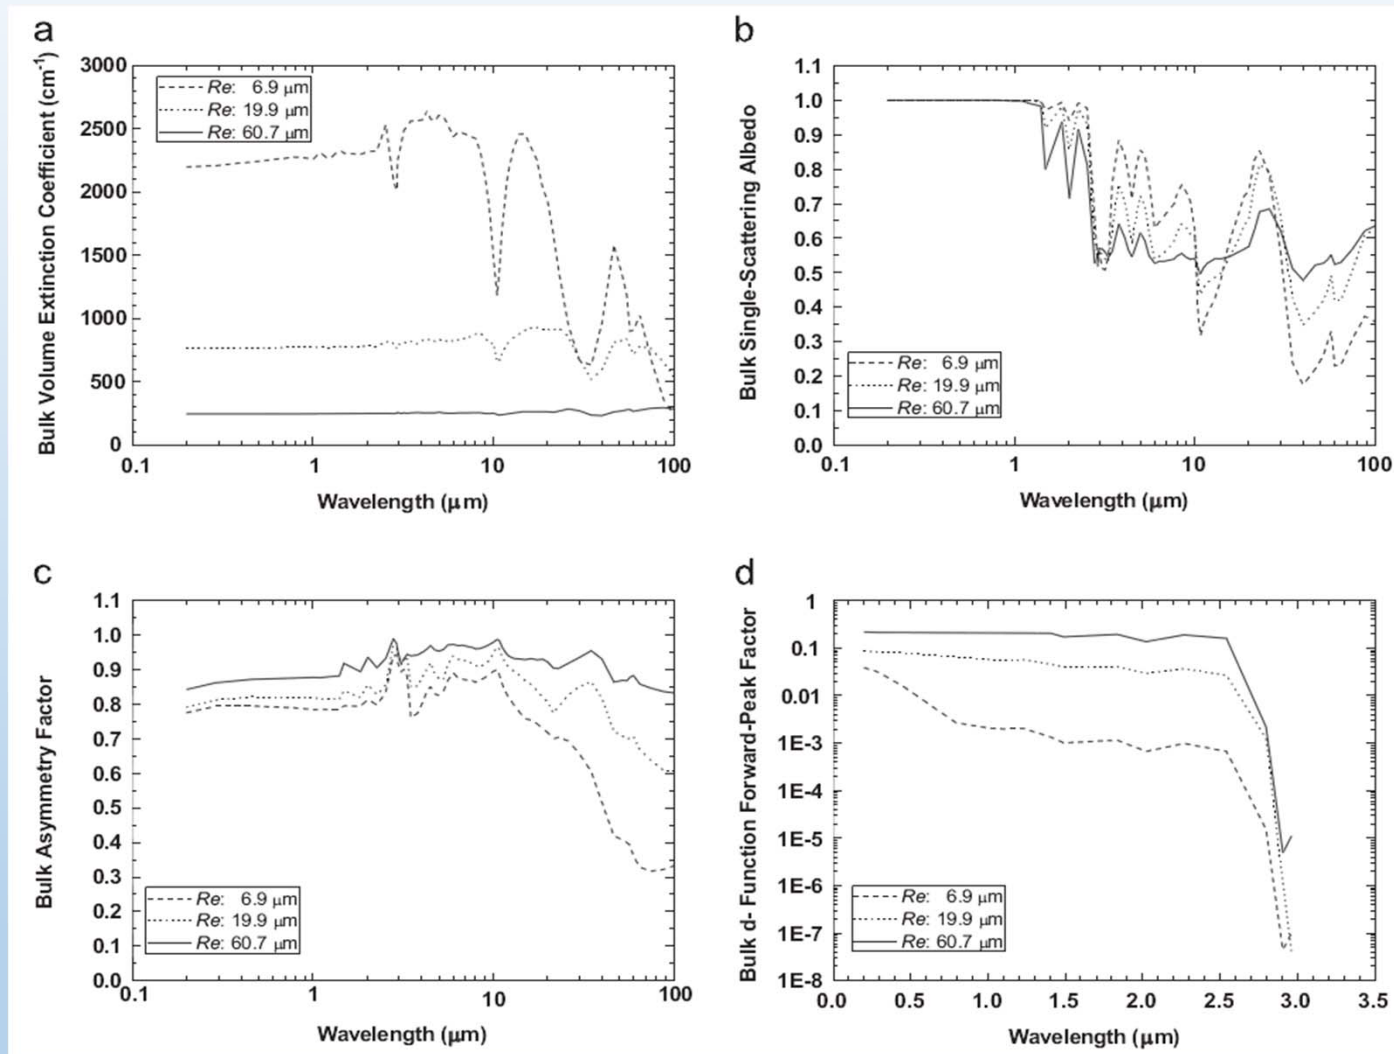 a
Bulk Volume Extinction Coefficient (cm⁻¹)
3000
2500
2000
1500
1000
500
0
Re: 6.9 μm
Re: 19.9 μm
Re: 60.7 μm
0.1
1
10
100
Wavelength (μm)
b
Bulk Single-Scattering Albedo
1.1
1.0
0.9
0.8
0.7
0.6
0.5
0.4
0.3
0.2
0.1
0.0
Re: 6.9 μm
Re: 19.9 μm
Re: 60.7 μm
0.1
1
10
100
Wavelength (μm)
c
Bulk Asymmetry Factor
1.1
1.0
0.9
0.8
0.7
0.6
0.5
0.4
0.3
0.2
0.1
0.0
Re: 6.9 μm
Re: 19.9 μm
Re: 60.7 μm
0.1
1
10
100
Wavelength (μm)
d
Bulk d- Function Forward-Peak Factor
1
0.1
0.01
1E-3
1E-4
1E-5
1E-6
1E-7
1E-8
Re: 6.9 μm
Re: 19.9 μm
Re: 60.7 μm
0.0
0.5
1.0
1.5
2.0
2.5
3.0
3.5
Wavelength (μm)